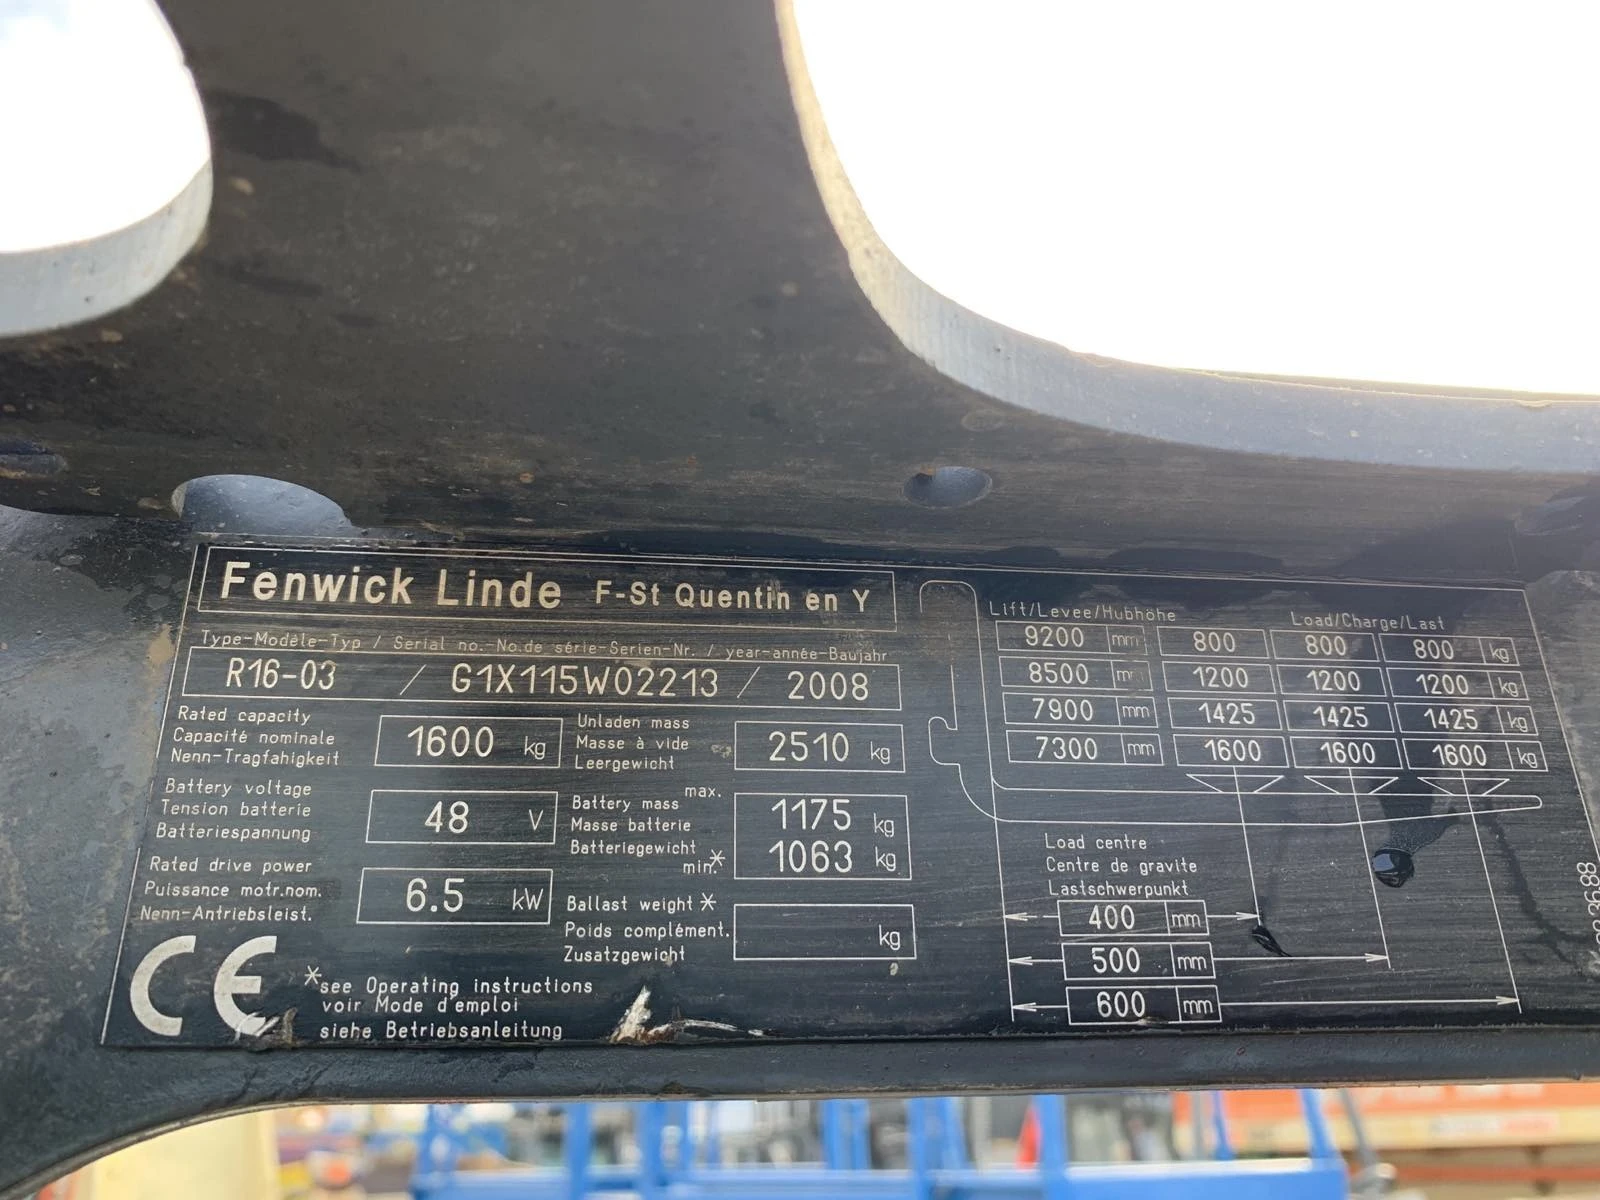 Fenwick Linde F-St Quentin en Y
Type-Modèle-Typ / Serial no.-No.de série-Serien-Nr. / year-année-Baujahr
R16-03 / G1X115W02213 / 2008
Rated capacity
Capacité nominale
Nenn-Tragfahigkeit
1600 kg
Unladen mass
Masse à vide
Leergewicht
2510 kg
Battery voltage
Tension batterie
Batteriespannung
48 V
max.
Battery mass
Masse batterie
Batteriegewicht
min.*
1175 kg
1063 kg
Rated drive power
Puissance motr.nom.
Nenn-Antriebsleist.
6.5 kW
Ballast weight *
Poids complément.
Zusatzgewicht
kg
CE
*see Operating instructions
voir Mode d'emploi
siehe Betriebsanleitung
Lift/Levee/Hubhöhe Load/Charge/Last
9200 mm 800 800 800 kg
8500 mm 1200 1200 1200 kg
7900 mm 1425 1425 1425 kg
7300 mm 1600 1600 1600 kg
Load centre
Centre de gravite
Lastschwerpunkt
400 mm
500 mm
600 mm